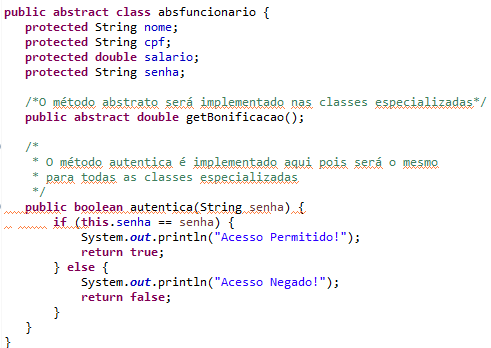 public abstract class absfuncionario {
protected String nome;
protected String cpf;
protected double salario;
protected String senha;
/*O método abstrato será implementado nas classes especializadas*/
public abstract double getBonificacao();
/*
* O método autentica é implementado aqui pois será o mesmo
* para todas as classes especializadas
*/
public boolean autentica(String senha) {
if (this.senha == senha) {
System.out.println("Acesso Permitido!");
return true;
} else {
System.out.println("Acesso Negado!");
return false;
}
}
}